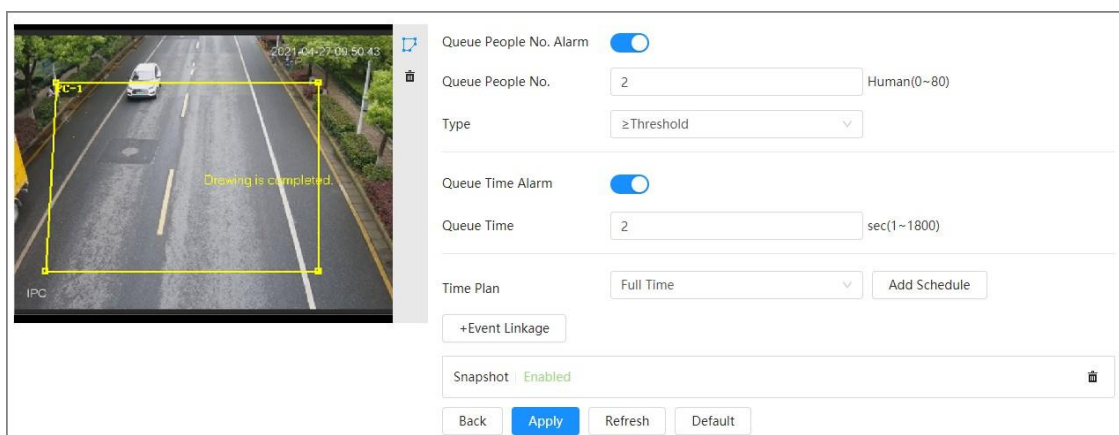 2021-04-27 09:50:43
PC-1
Drawing is completed.
IPC
Queue People No. Alarm
Queue People No. 2 Human(0~80)
Type ≥Threshold
Queue Time Alarm
Queue Time 2 sec(1~1800)
Time Plan Full Time Add Schedule
+Event Linkage
Snapshot Enabled
Back Apply Refresh Default